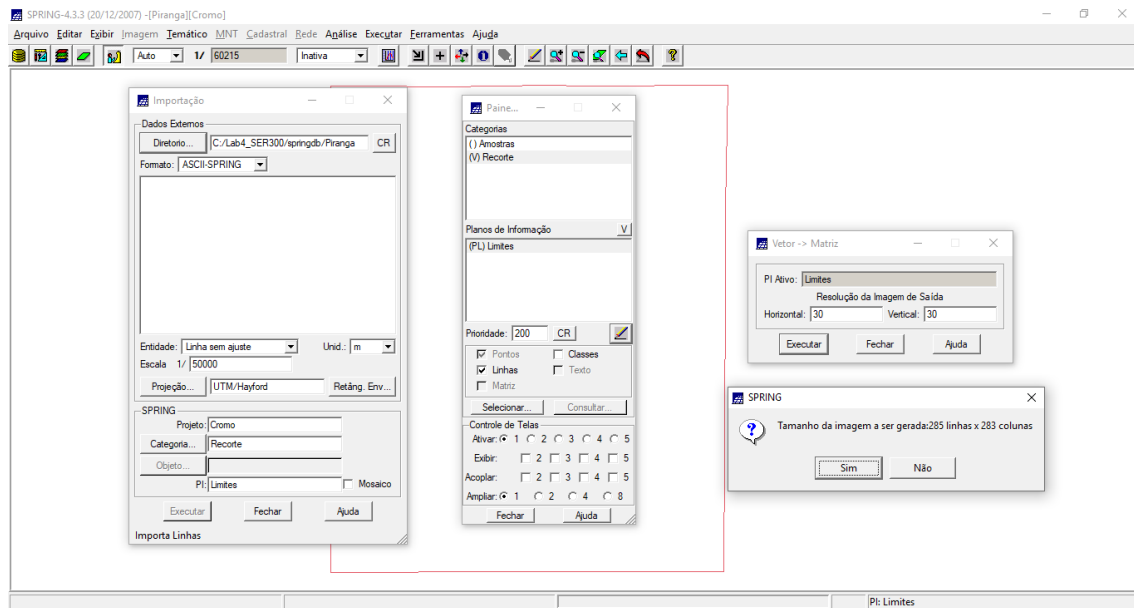 SPRING-4.3.3 (20/12/2007) -[Piranga][Cromo]
Arquivo Editar Exibir Imagem Temático MNT Cadastral Rede Análise Executar Ferramentas Ajuda
Auto 1/ 60215 Inativa
Importação
Dados Externos
Diretorio... C:/Lab4_SER300/springdb/Piranga CR
Formato: ASCII-SPRING
Entidade: Linha sem ajuste Unid.: m
Escala 1/ 50000
Projeção... UTM/Hayford Retâng. Env...
SPRING
Projeto: Cromo
Categoria... Recorte
Objeto...
PI: Limites Mosaico
Executar Fechar Ajuda
Importa Linhas
Paine...
Categorias
( ) Amostras
(V) Recorte
Planos de Informação V
(PL) Limites
Prioridade: 200 CR
Pontos Classes
Linhas Texto
Matriz
Selecionar... Consultar...
Controle de Telas
Ativar: 1 2 3 4 5
Exibir: 2 3 4 5
Acoplar: 2 3 4 5
Ampliar: 1 2 4 8
Fechar Ajuda
Vetor -> Matriz
PI Ativo: Limites
Resolução da Imagem de Saída
Horizontal: 30 Vertical: 30
Executar Fechar Ajuda
SPRING
Tamanho da imagem a ser gerada:285 linhas x 283 colunas
Sim Não
PI: Limites